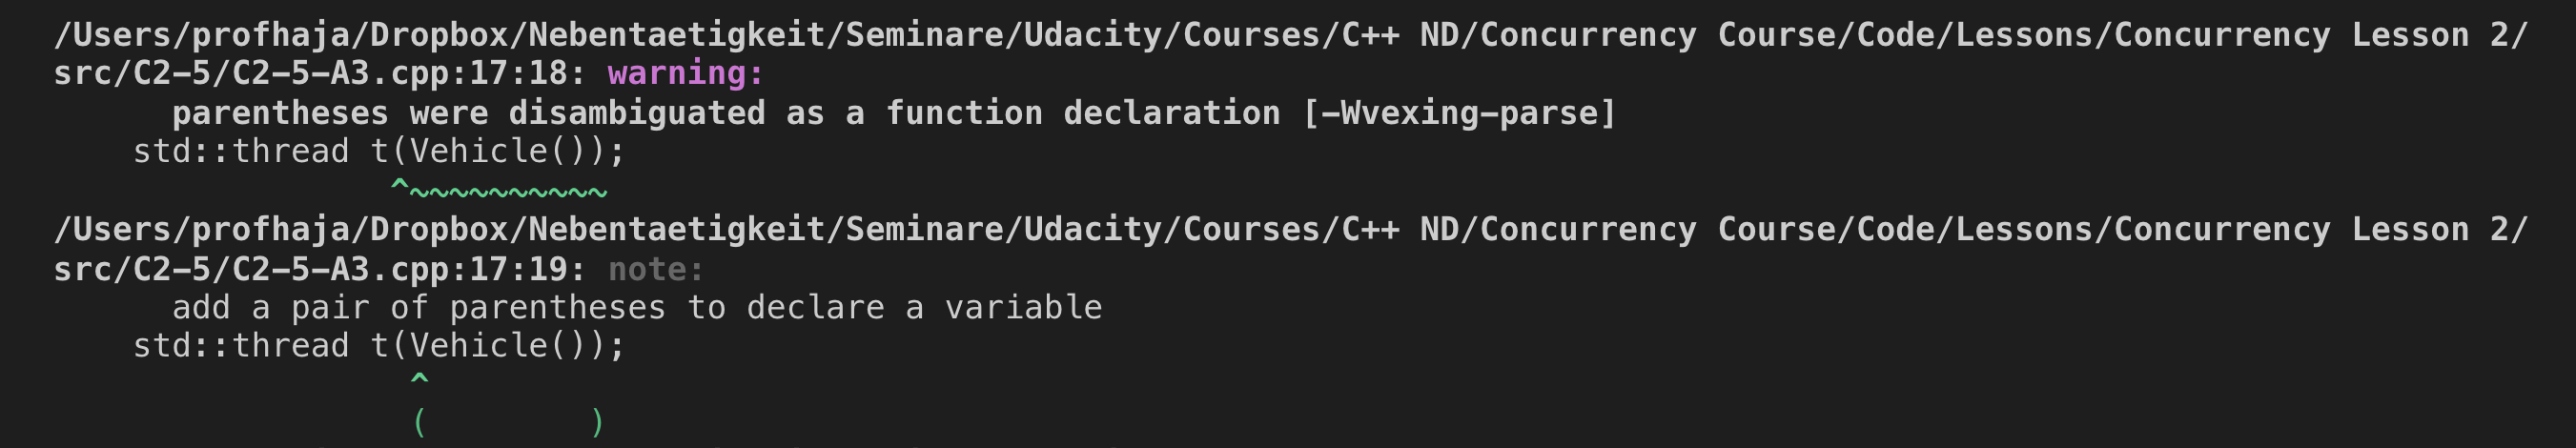 /Users/profhaja/Dropbox/Nebentaetigkeit/Seminare/Udacity/Courses/C++ ND/Concurrency Course/Code/Lessons/Concurrency Lesson 2/
src/C2-5/C2-5-A3.cpp:17:18: warning:
parentheses were disambiguated as a function declaration [-Wvexing-parse]
std::thread t(Vehicle());
^~~~~~~~~~~
/Users/profhaja/Dropbox/Nebentaetigkeit/Seminare/Udacity/Courses/C++ ND/Concurrency Course/Code/Lessons/Concurrency Lesson 2/
src/C2-5/C2-5-A3.cpp:17:19: note:
add a pair of parentheses to declare a variable
std::thread t(Vehicle());
^
(        )